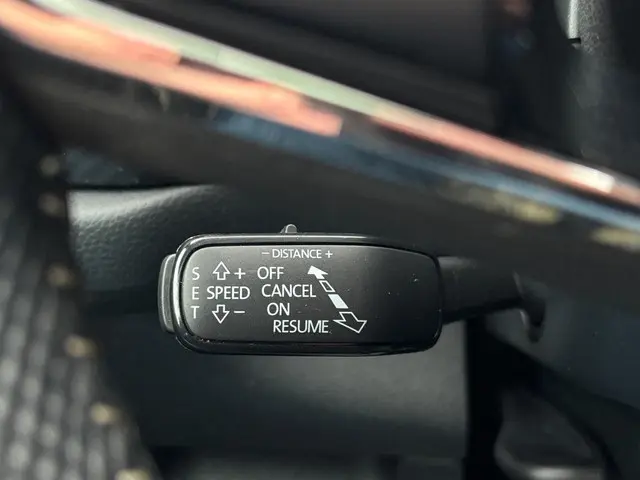 - DISTANCE +
S + OFF
E SPEED CANCEL
T - ON
RESUME